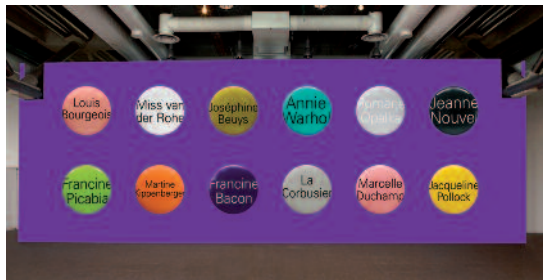 Louis
Bourgeois
Miss van
der Rohe
Joséphine
Beuys
Annie
Warhol
Opalka
Jeanne
Nouvel
Francine
Picabia
Martine
Kippenberger
Francine
Bacon
La
Corbusier
Marcelle
Duchamp
Jacqueline
Pollock